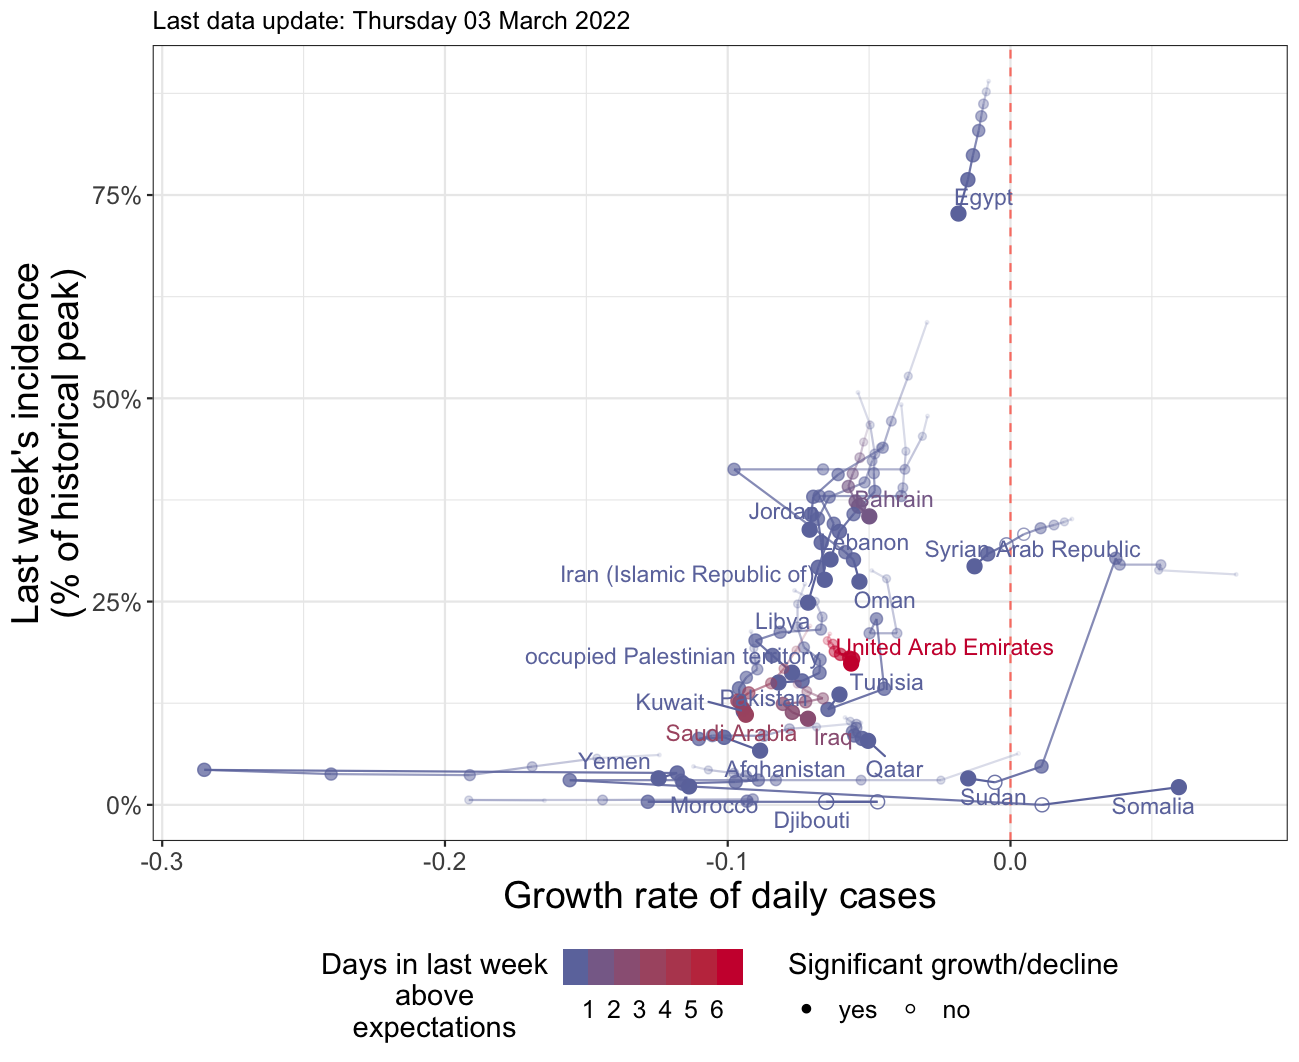 Last data update: Thursday 03 March 2022
Last week's incidence
(% of historical peak)
75%
50%
25%
0%
Egypt
Bahrain
Jordan
Lebanon
Syrian Arab Republic
Iran (Islamic Republic of)
Oman
Libya
United Arab Emirates
occupied Palestinian territory
Tunisia
Pakistan
Kuwait
Saudi Arabia
Iraq
Yemen
Afghanistan
Qatar
Sudan
Morocco
Somalia
Djibouti
-0.3
-0.2
-0.1
0.0
Growth rate of daily cases
Days in last week
above
expectations
1 2 3 4 5 6
Significant growth/decline
yes
no